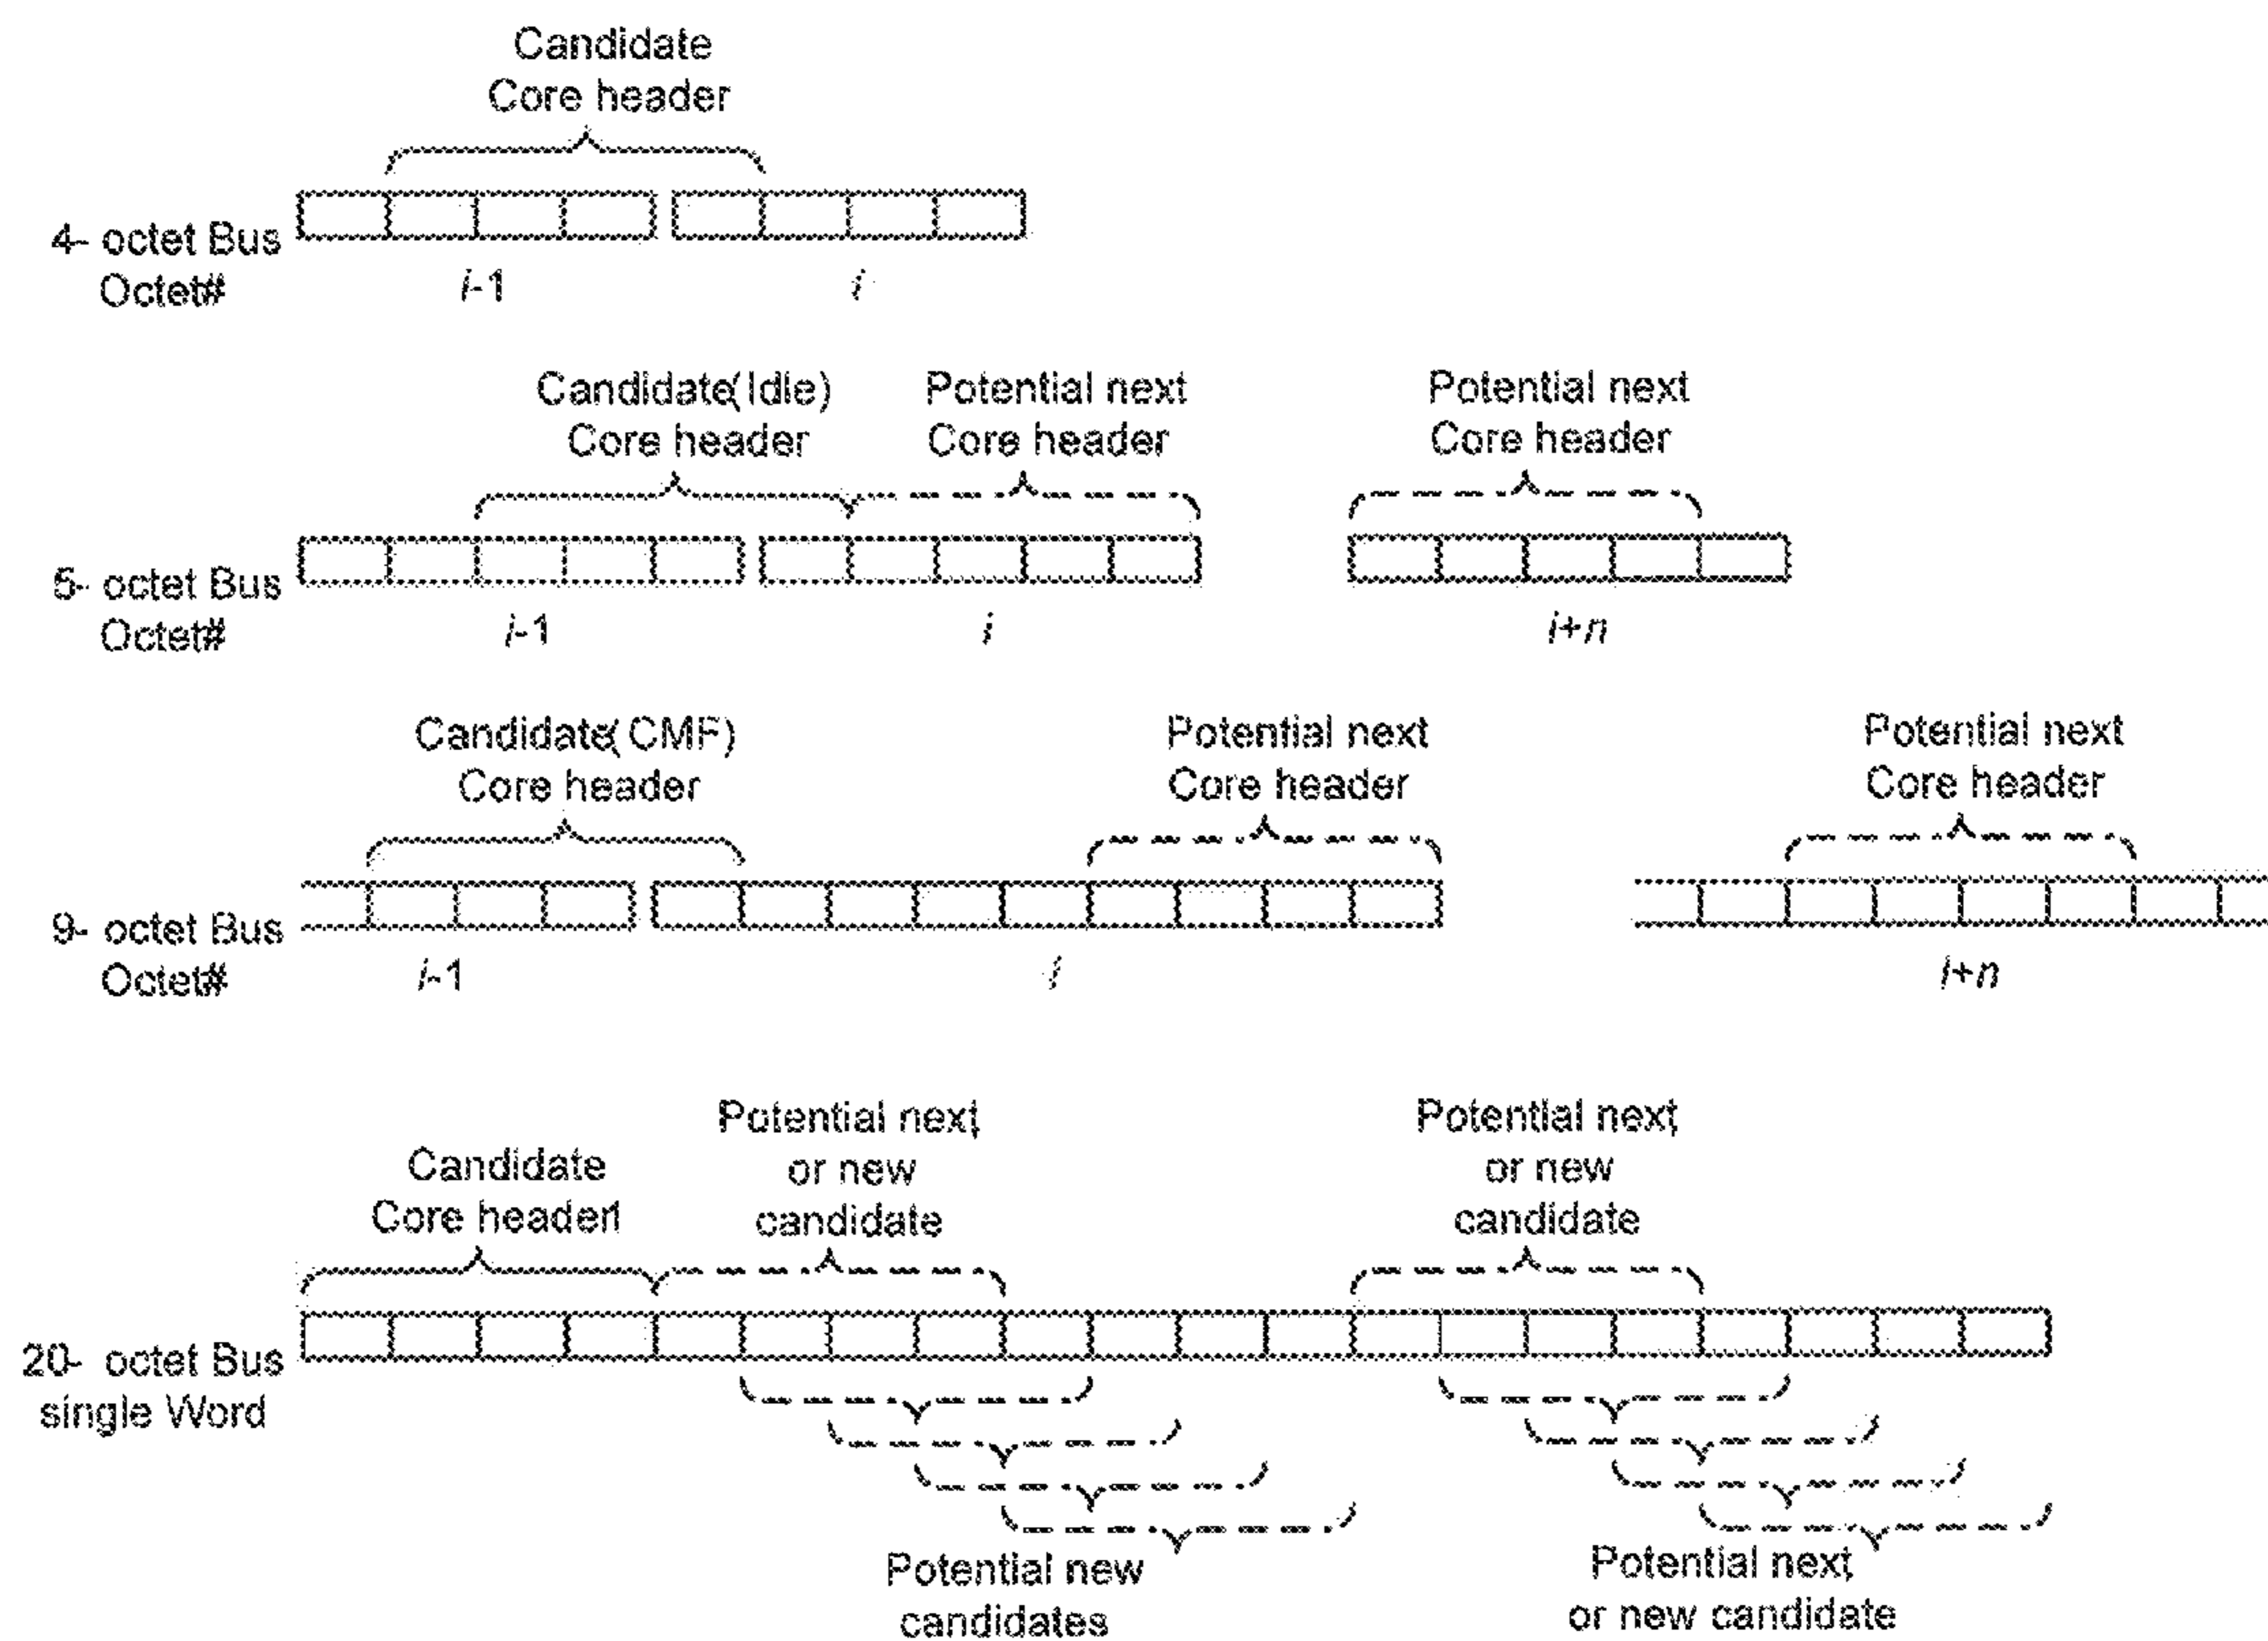 Candidate
Core header
4- octet Bus
Octet#
i-1
i
Candidate(Idle)
Core header
Potential next
Core header
Potential next
Core header
5- octet Bus
Octet#
i-1
i
i+n
Candidate(CMF)
Core header
Potential next
Core header
Potential next
Core header
9- octet Bus
Octet#
i-1
i
i+n
Candidate
Core header1
Potential next,
or new
candidate
Potential next,
or new
candidate
20- octet Bus
single Word
Potential new
candidates
Potential next,
or new candidate